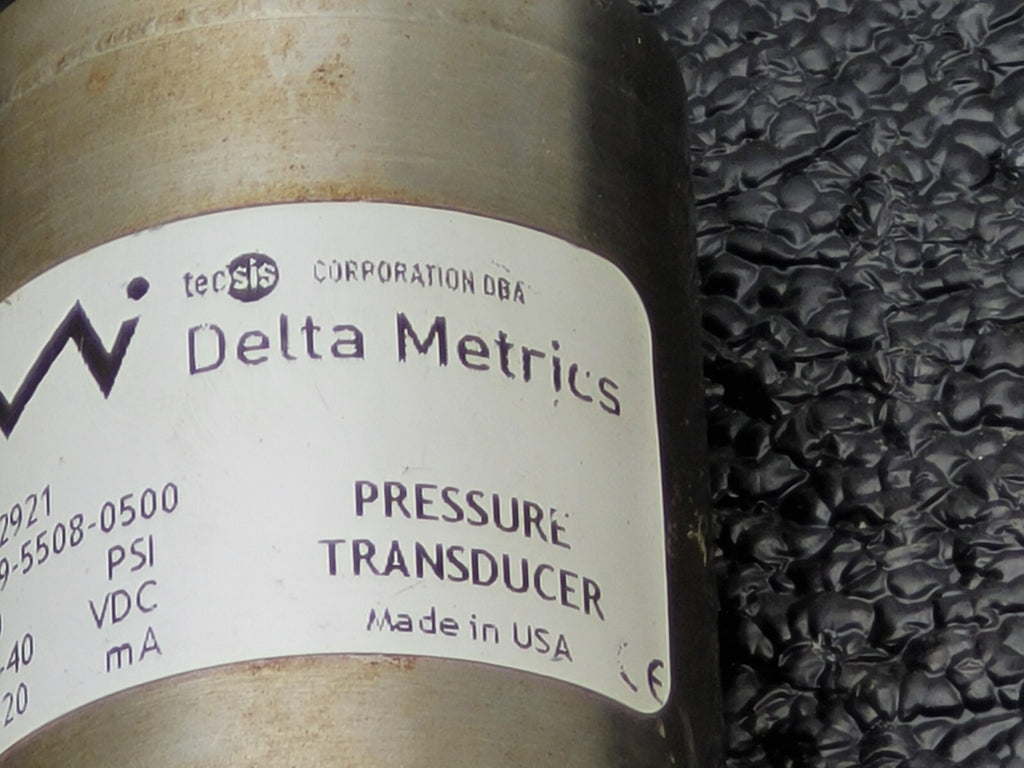 tecsis CORPORATION DBA
Delta Metrics
2921
9-5508-0500
PSI
VDC
-40
mA
20
PRESSURE
TRANSDUCER
Made in USA
CE